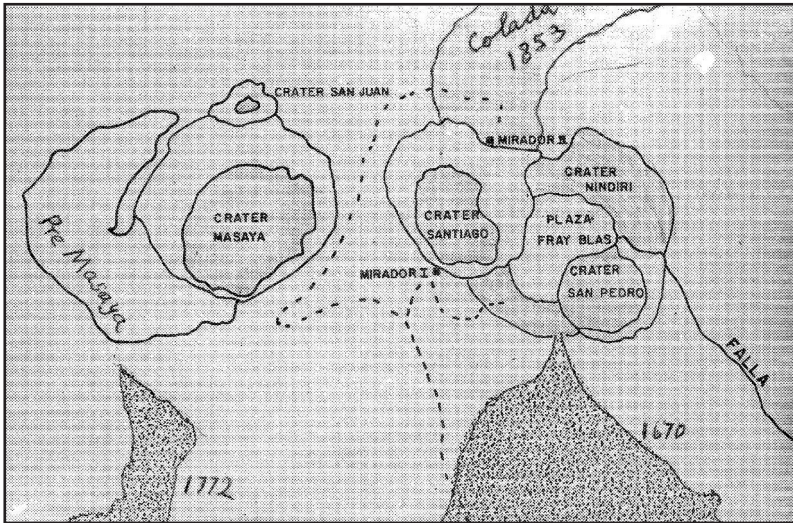 Colada
1853
CRATER SAN JUAN
MIRADOR II
CRATER
NINDIRI
CRATER
MASAYA
CRATER
SANTIAGO
PLAZA
FRAY BLAS
Pre Masaya
MIRADOR I
CRATER
SAN PEDRO
FALLA
1670
1772